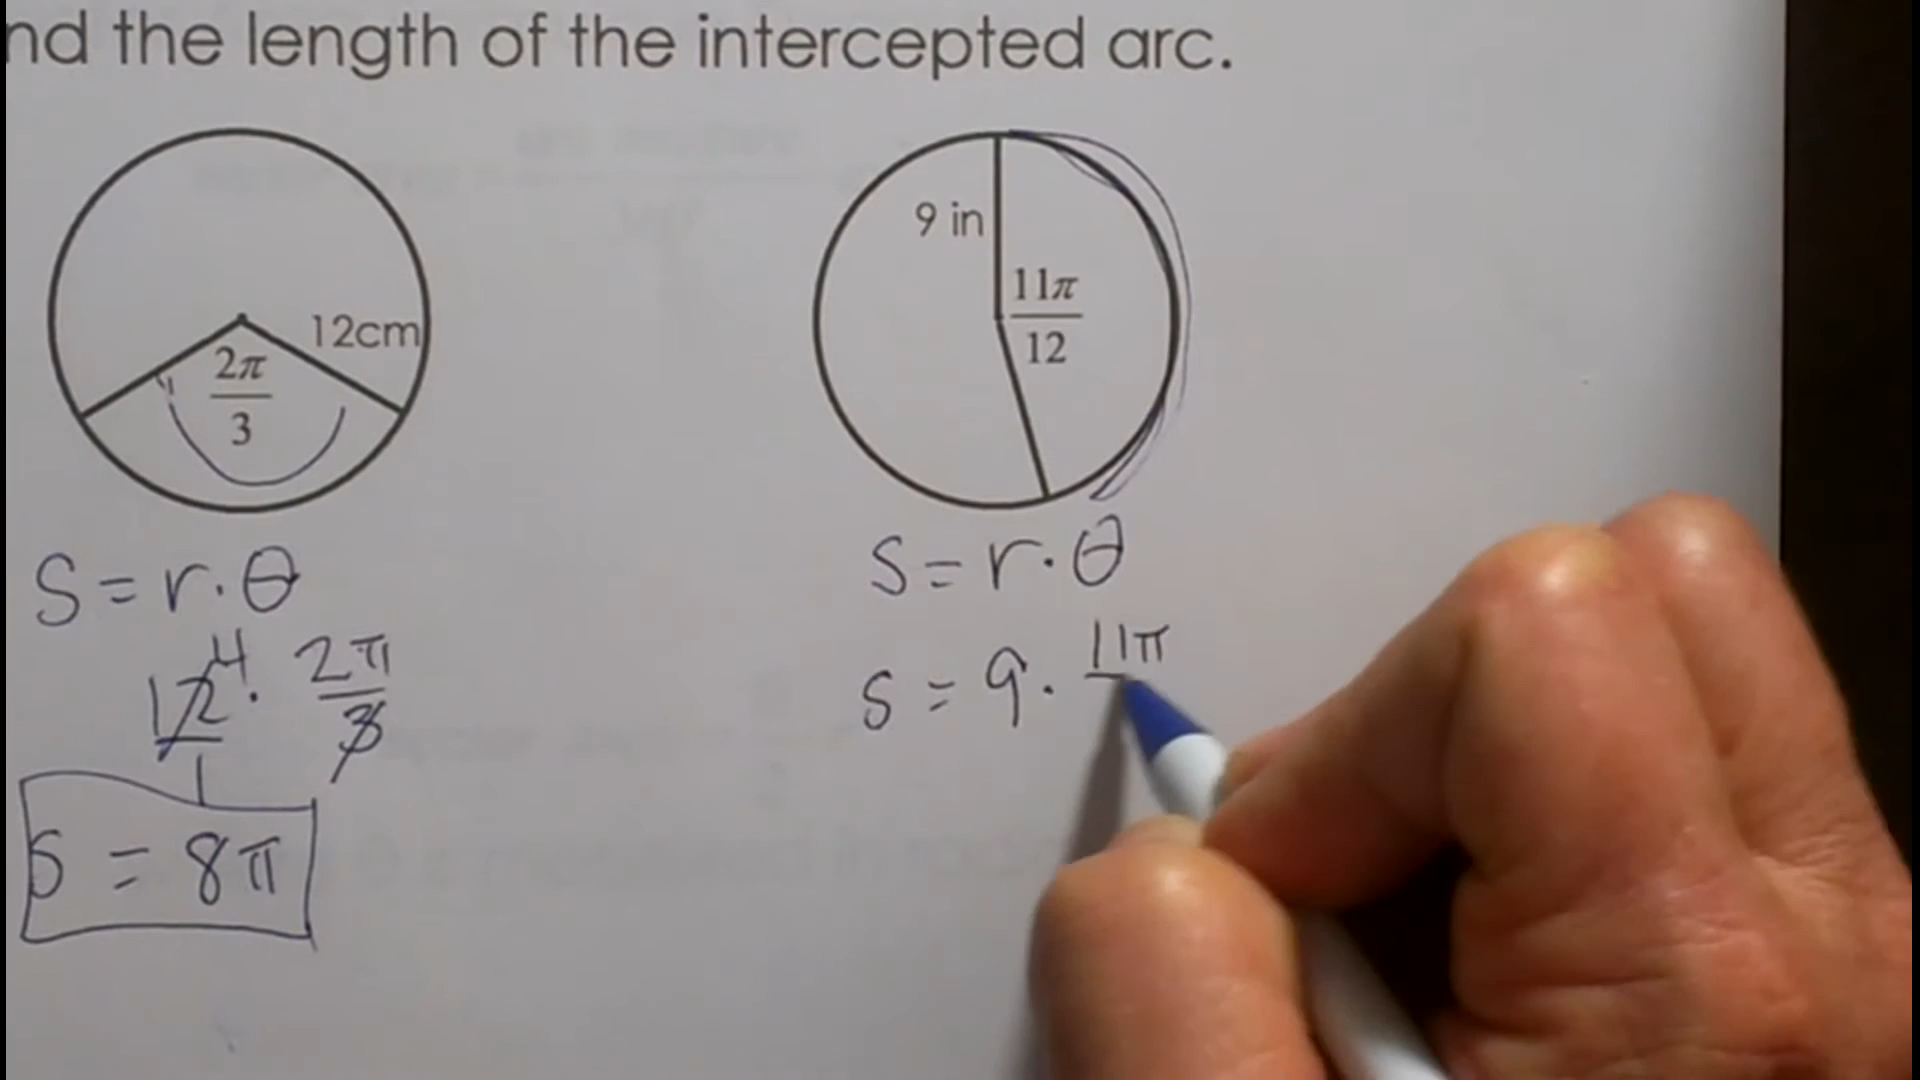 nd the length of the intercepted arc.
12cm
2π
3
9 in
11π
12
S = r · θ
12 4 · 2π
3
1
S = 8π
S = r · θ
S = 9 · 11π